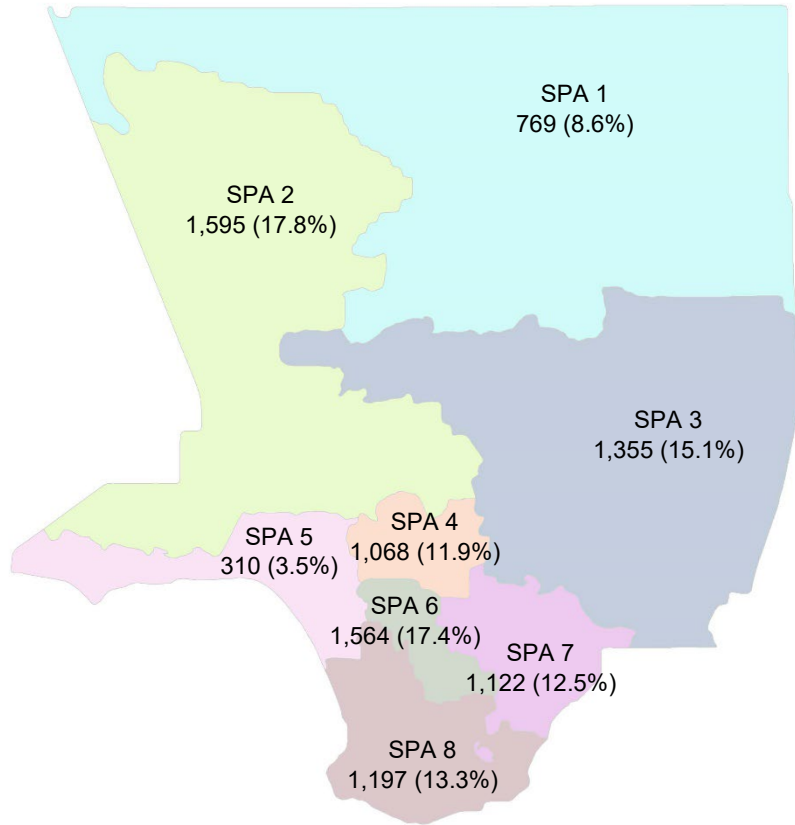 SPA 1
769 (8.6%)
SPA 2
1,595 (17.8%)
SPA 3
1,355 (15.1%)
SPA 4
1,068 (11.9%)
SPA 5
310 (3.5%)
SPA 6
1,564 (17.4%)
SPA 7
1,122 (12.5%)
SPA 8
1,197 (13.3%)